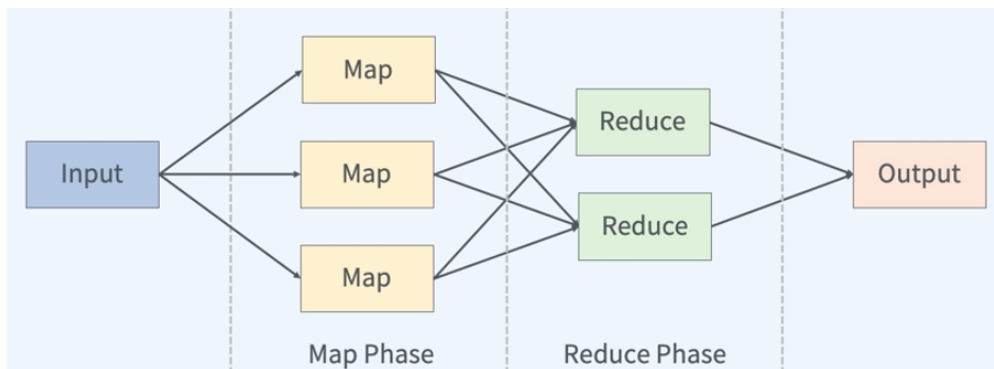 Input
Map
Map
Map
Reduce
Reduce
Output
Map Phase
Reduce Phase